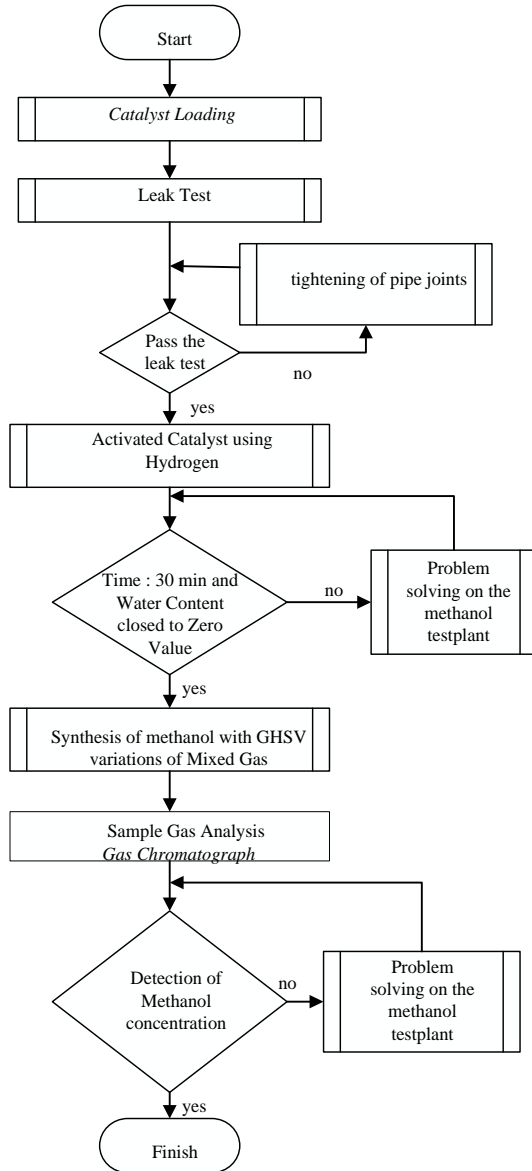 Start
Catalyst Loading
Leak Test
tightening of pipe joints
Pass the
leak test
no
yes
Activated Catalyst using
Hydrogen
Time : 30 min and
Water Content
closed to Zero
Value
no
Problem
solving on the
methanol
testplant
yes
Synthesis of methanol with GHSV
variations of Mixed Gas
Sample Gas Analysis
Gas Chromatograph
Detection of
Methanol
concentration
no
Problem
solving on the
methanol
testplant
yes
Finish